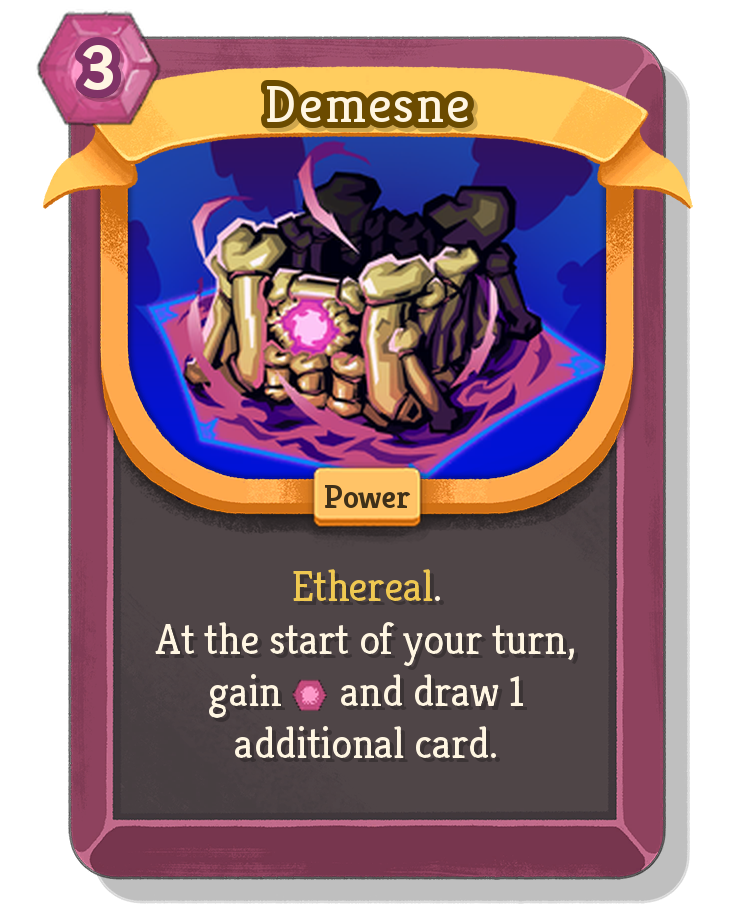 3
Demesne
Power
Ethereal.
At the start of your turn,
gain and draw 1
additional card.